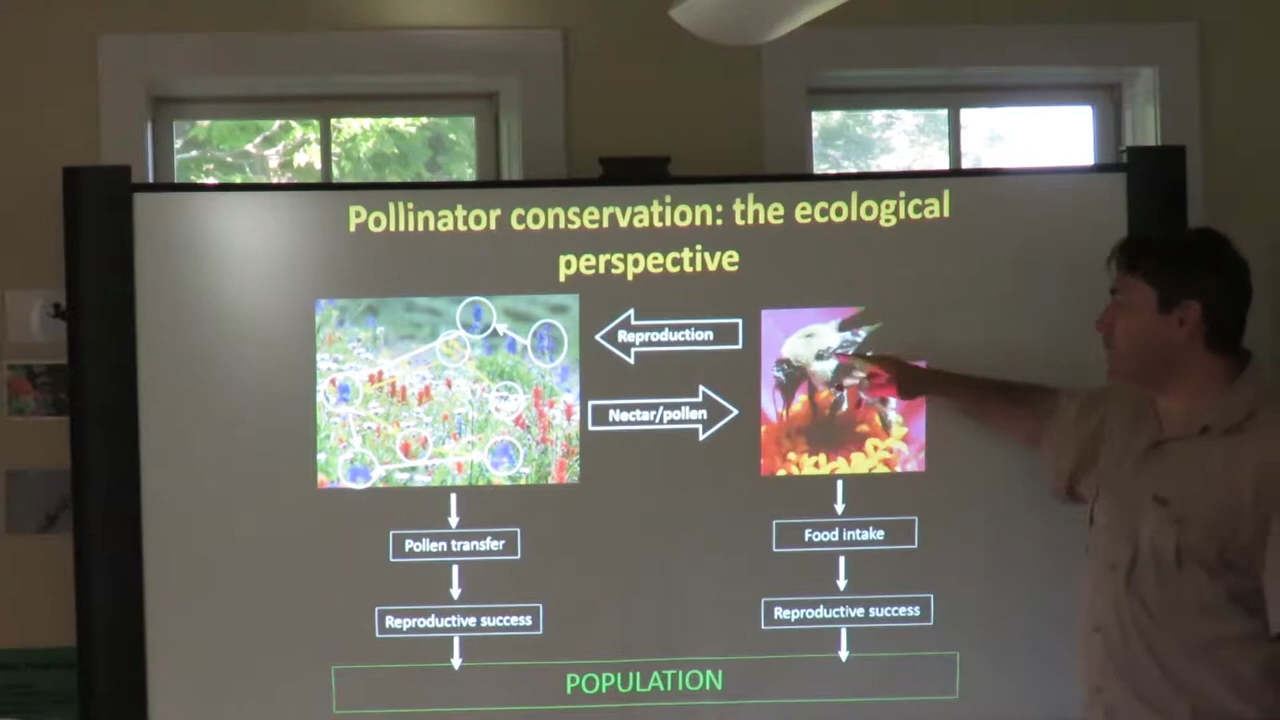 Pollinator conservation: the ecological
perspective
Reproduction
Nectar/pollen
Pollen transfer
Food intake
Reproductive success
Reproductive success
POPULATION